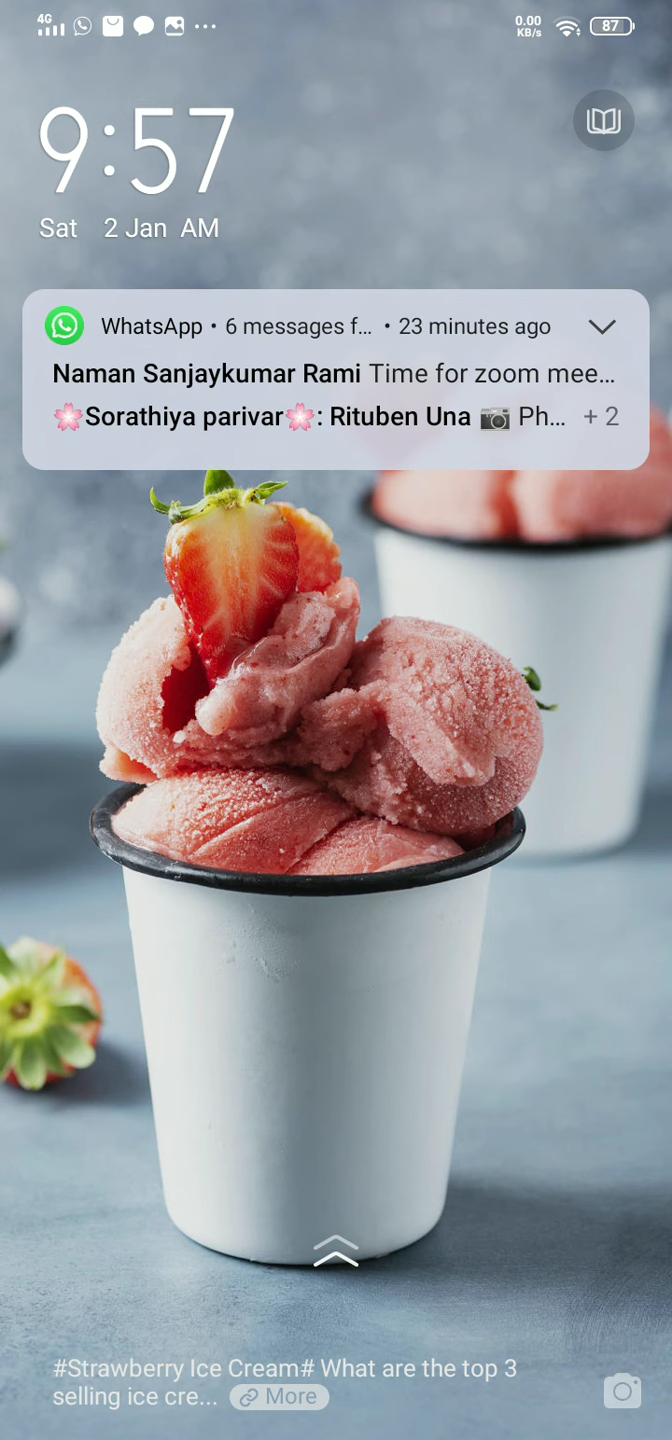 4G 0.00 KB/s 87
9:57
Sat 2 Jan AM
WhatsApp • 6 messages f... • 23 minutes ago
Naman Sanjaykumar Rami Time for zoom mee...
🌸Sorathiya parivar🌸: Rituben Una 📷 Ph... + 2
#Strawberry Ice Cream# What are the top 3
selling ice cre... More